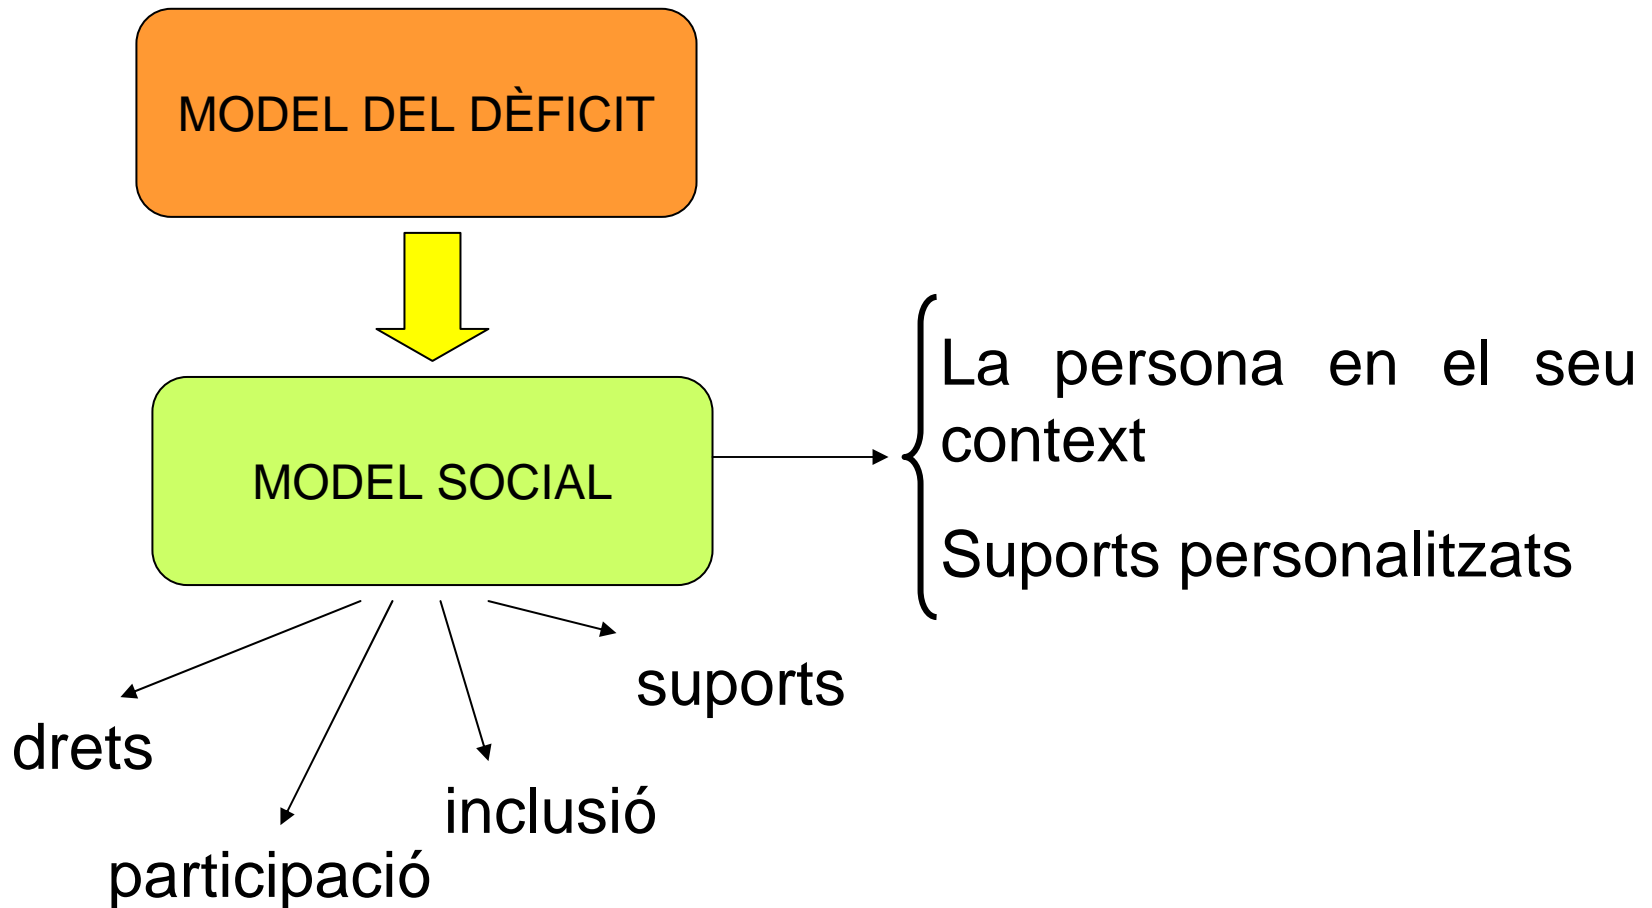 MODEL DEL DÈFICIT
La persona en el seu
context
MODEL SOCIAL
Suports personalitzats
suports
drets
inclusió
participació